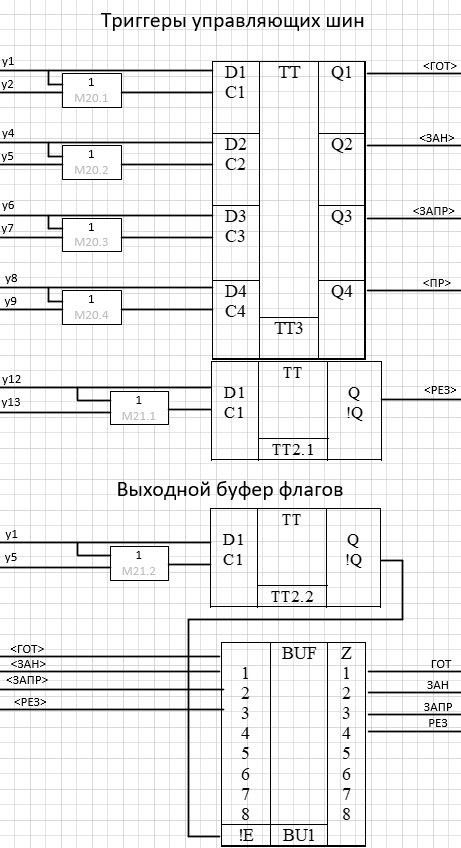 Триггеры управляющих шин
y1
y2
1
M20.1
D1
C1
TT
Q1
<ГОТ>
y4
y5
1
M20.2
D2
C2
Q2
<ЗАН>
y6
y7
1
M20.3
D3
C3
Q3
<ЗАПР>
y8
y9
1
M20.4
D4
C4
Q4
<ПР>
TT3
y12
y13
1
M21.1
D1
C1
TT
Q
!Q
<РЕЗ>
TT2.1
Выходной буфер флагов
y1
y5
1
M21.2
D1
C1
TT
Q
!Q
TT2.2
<ГОТ>
<ЗАН>
<ЗАПР>
<РЕЗ>
BUF
Z
1
2
3
4
5
6
7
8
1
2
3
4
5
6
7
8
ГОТ
ЗАН
ЗАПР
РЕЗ
!E
BU1